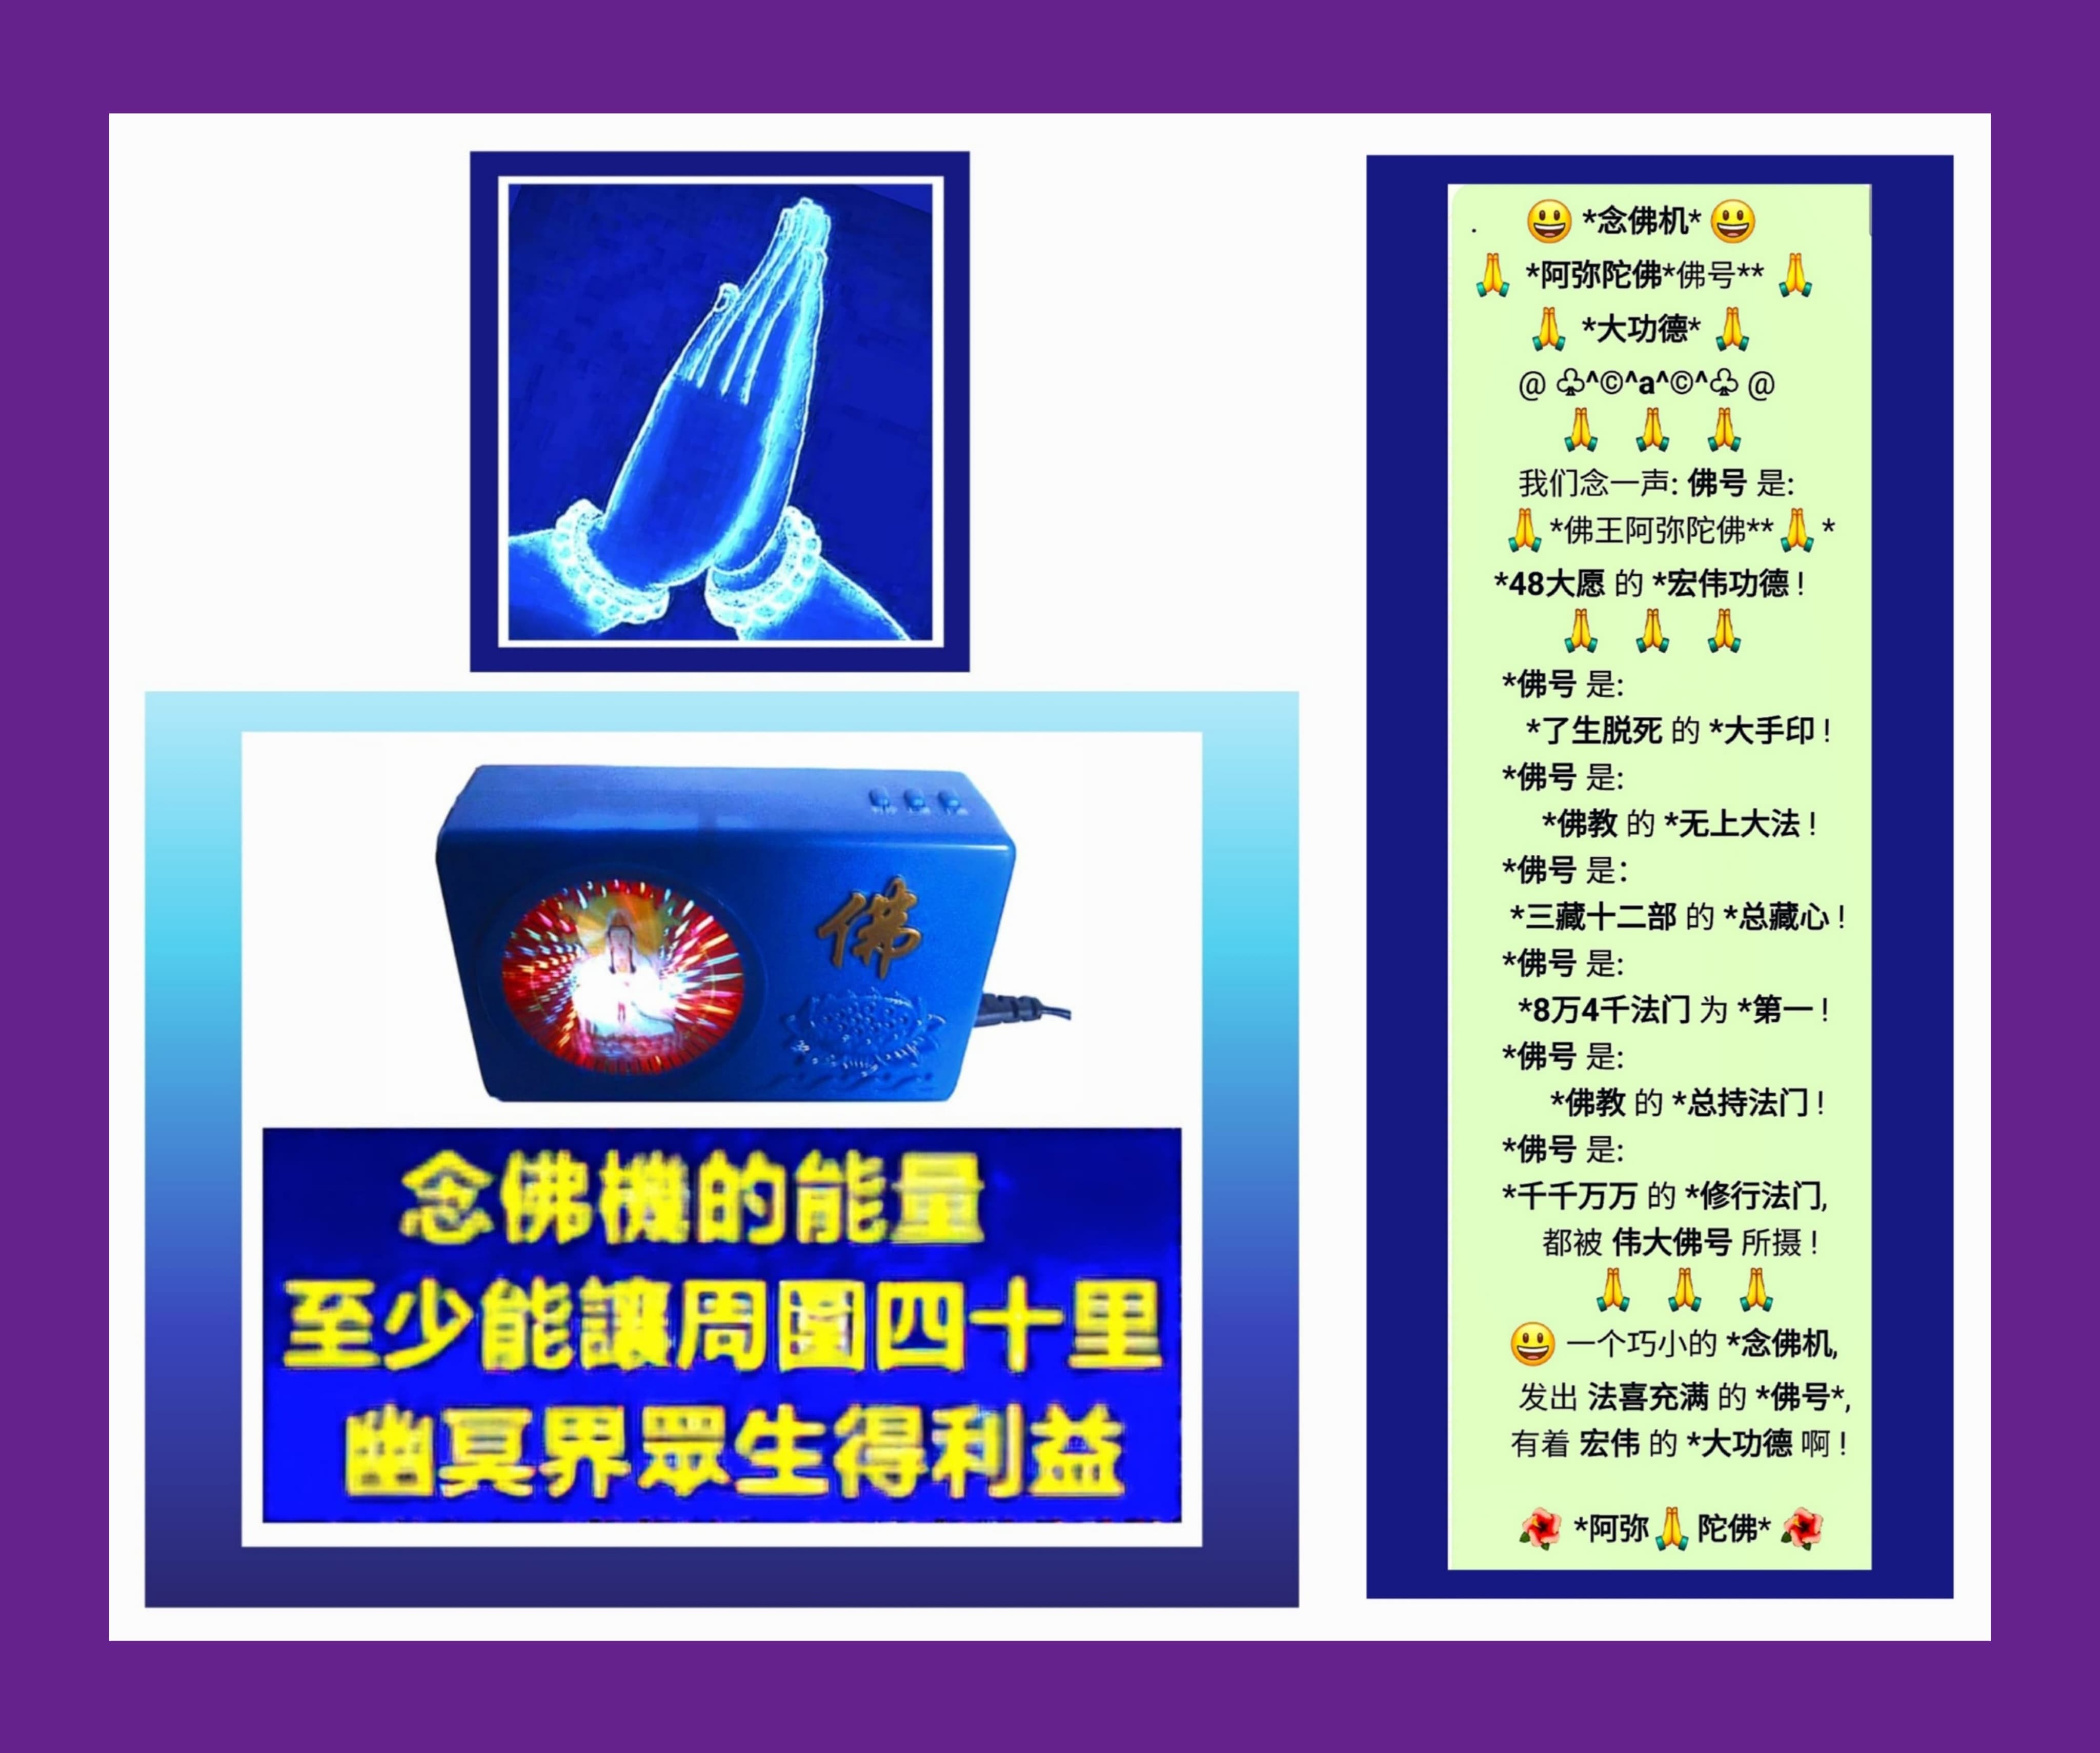 佛
念佛機的能量
至少能讓周圍四十里
幽冥界眾生得利益
. 😃 *念佛机* 😃
🙏 *阿弥陀佛*佛号** 🙏
🙏 *大功德* 🙏
@ ♧^©^a^©^♧ @
🙏 🙏 🙏
我们念一声: 佛号 是:
🙏*佛王阿弥陀佛**🙏*
*48大愿 的 *宏伟功德 !
🙏 🙏 🙏
*佛号 是:
*了生脱死 的 *大手印 !
*佛号 是:
*佛教 的 *无上大法 !
*佛号 是:
*三藏十二部 的 *总藏心 !
*佛号 是:
*8万4千法门 为 *第一 !
*佛号 是:
*佛教 的 *总持法门 !
*佛号 是:
*千千万万 的 *修行法门,
都被 伟大佛号 所摄 !
🙏 🙏 🙏
😃 一个巧小的 *念佛机,
发出 法喜充满 的 *佛号*,
有着 宏伟 的 *大功德 啊 !
🌺 *阿弥🙏陀佛* 🌺